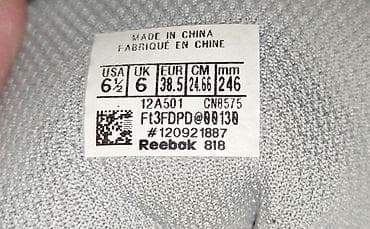 MADE IN CHINA
FABRIQUÉ EN CHINE
USA UK EUR CM mm
6½ 6 38.5 24.66 246
12A501 CN8575
Ft3FDPD@00130
#120921887
Reebok 818